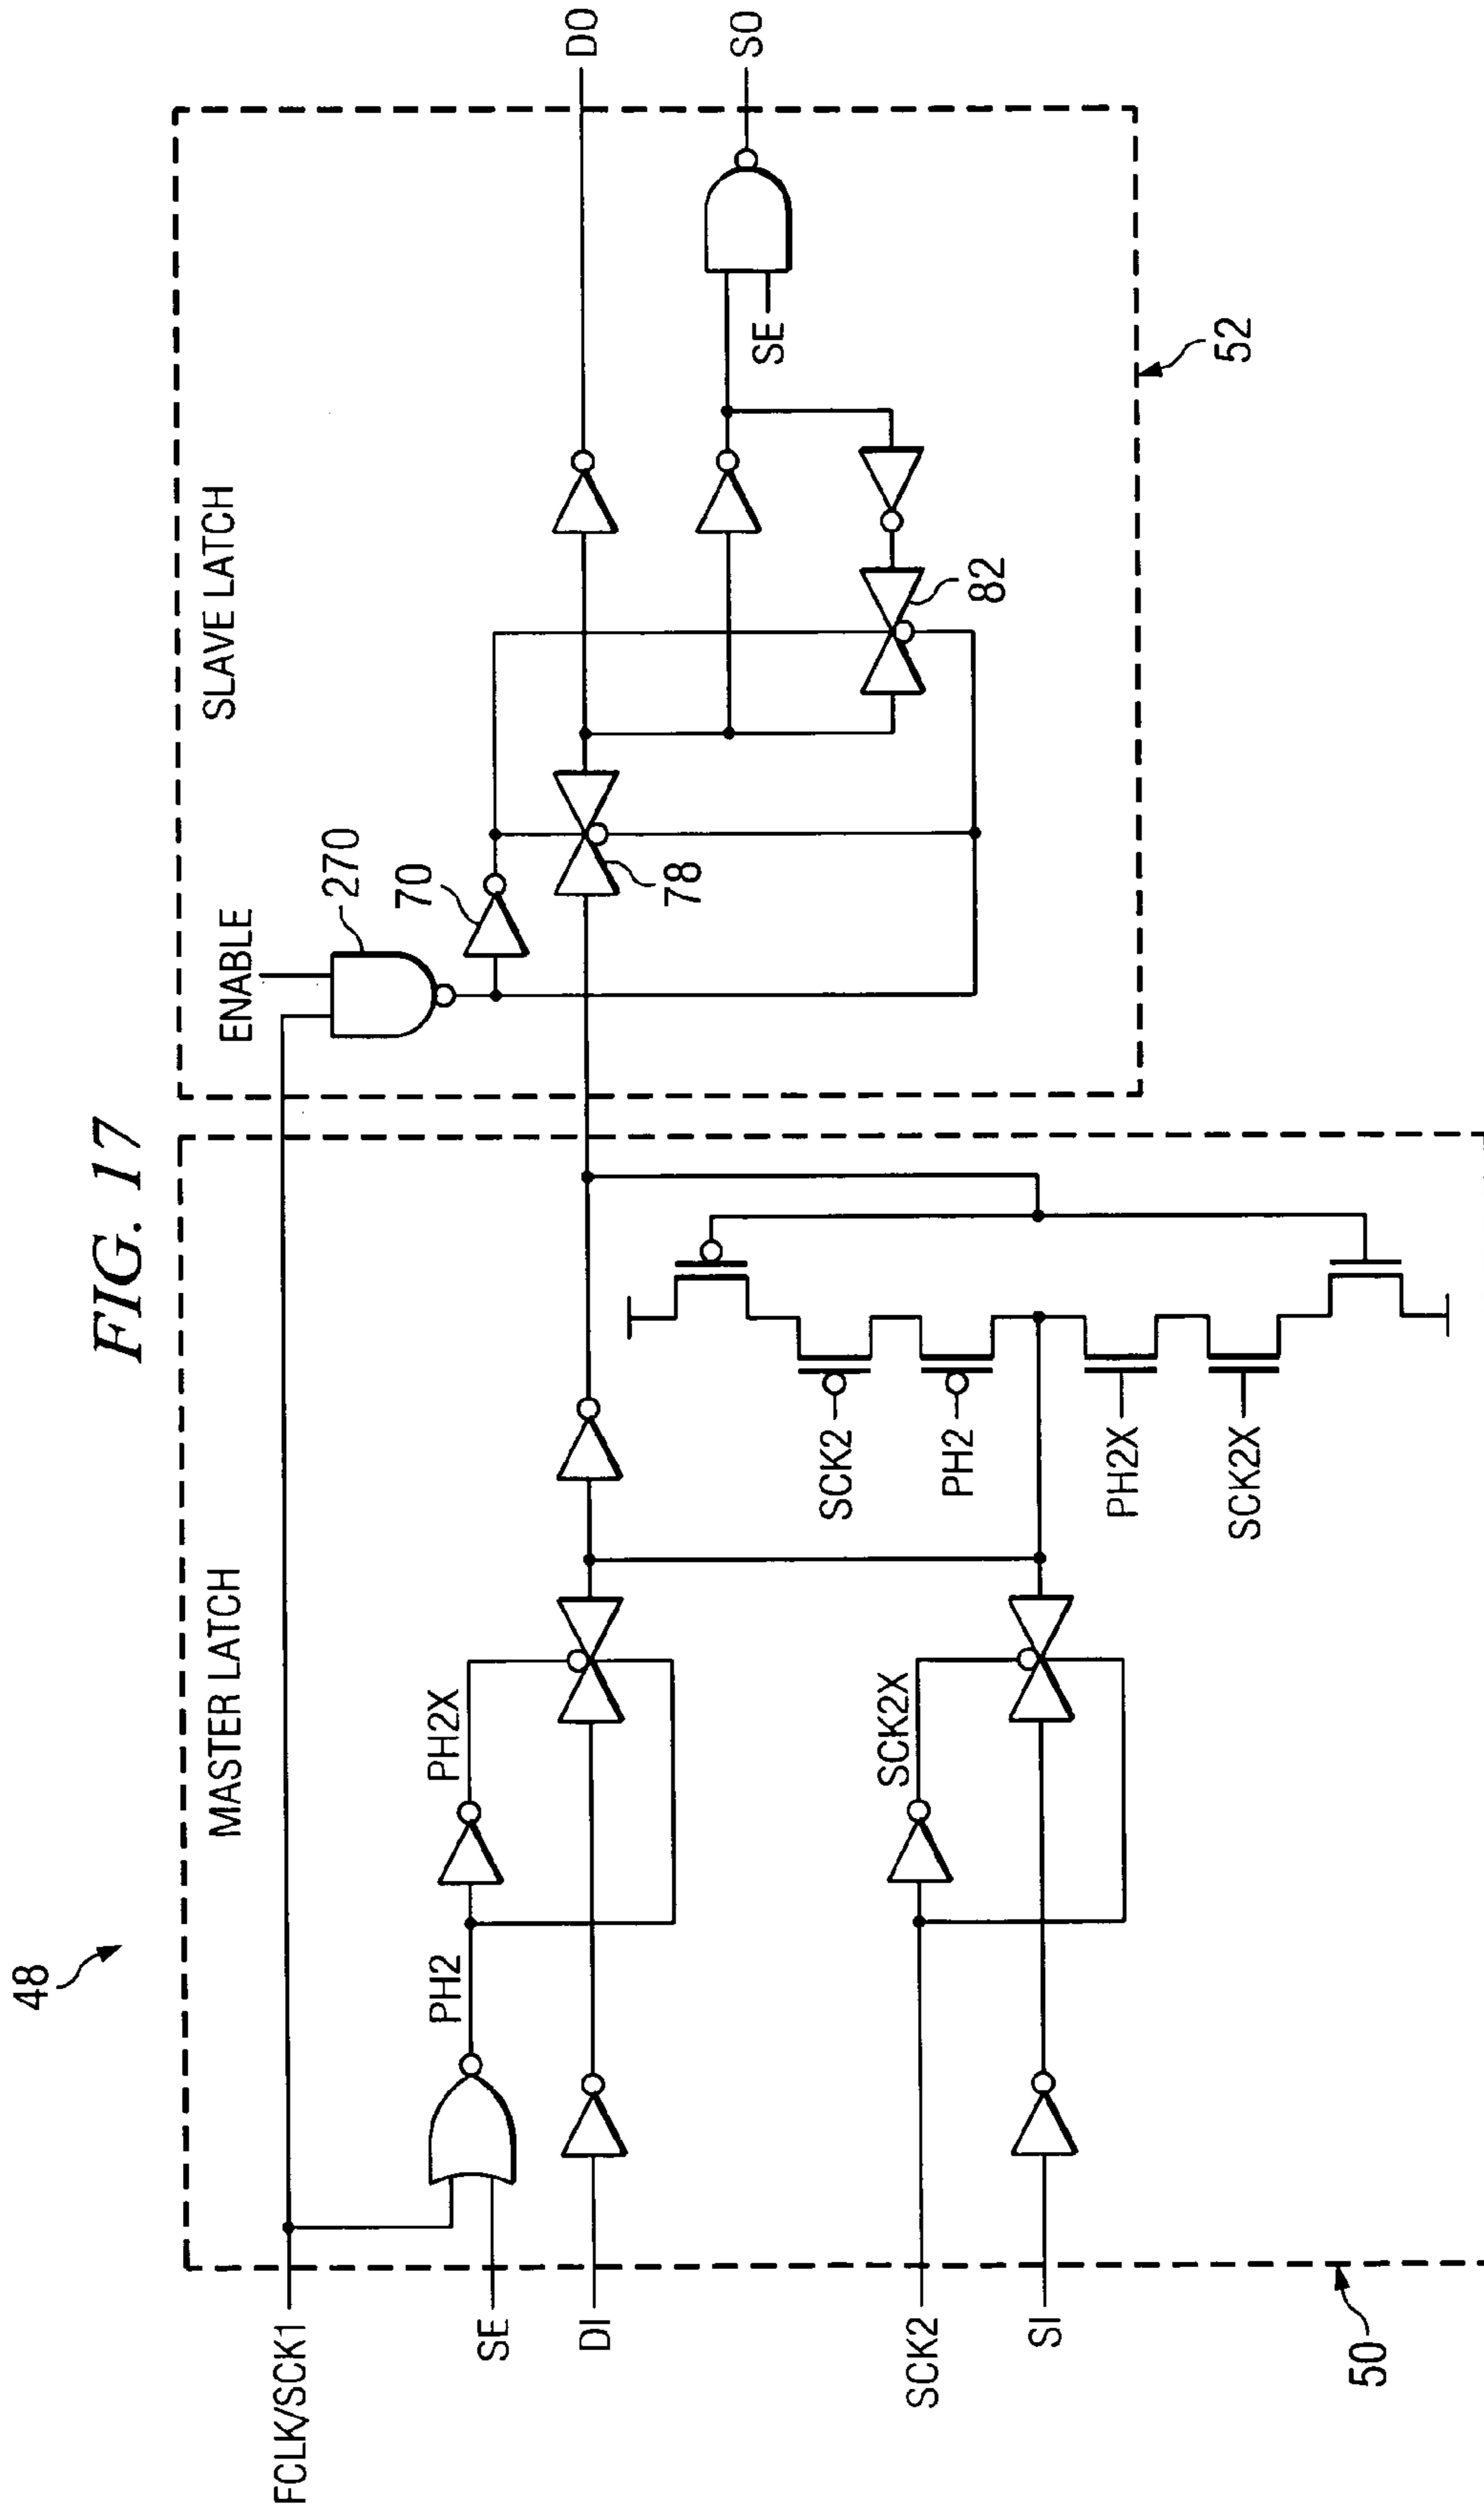 FIG. 17
48
MASTER LATCH
SLAVE LATCH
ENABLE
270
70
FCLK/SCK1
PH2
PH2X
SE
DI
78
DO
SCK2
SCK2X
SI
SCK2
PH2
PH2X
SCK2X
82
SE
SO
50
52